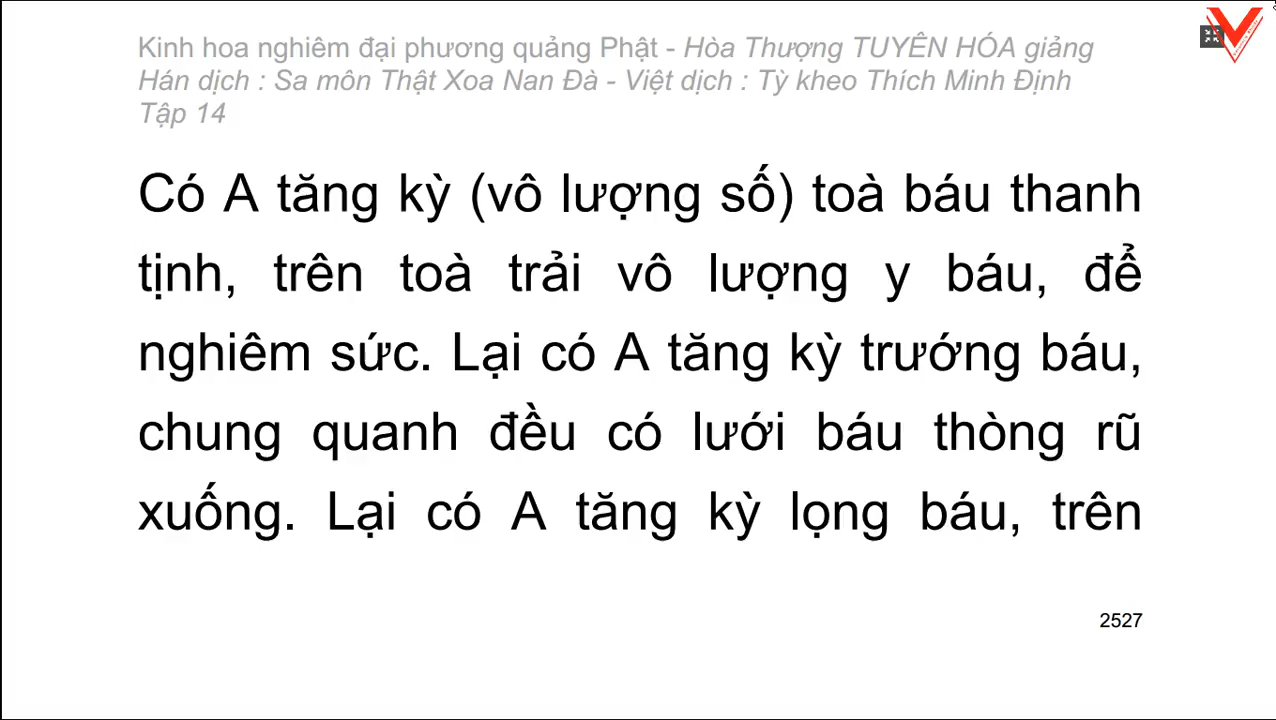 Kinh hoa nghiêm đại phương quảng Phật - Hòa Thượng TUYÊN HÓA giảng
Hán dịch : Sa môn Thật Xoa Nan Đà - Việt dịch : Tỳ kheo Thích Minh Định
Tập 14
Có A tăng kỳ (vô lượng số) toà báu thanh
tịnh, trên toà trải vô lượng y báu, để
nghiêm sức. Lại có A tăng kỳ trướng báu,
chung quanh đều có lưới báu thòng rũ
xuống. Lại có A tăng kỳ lọng báu, trên
2527